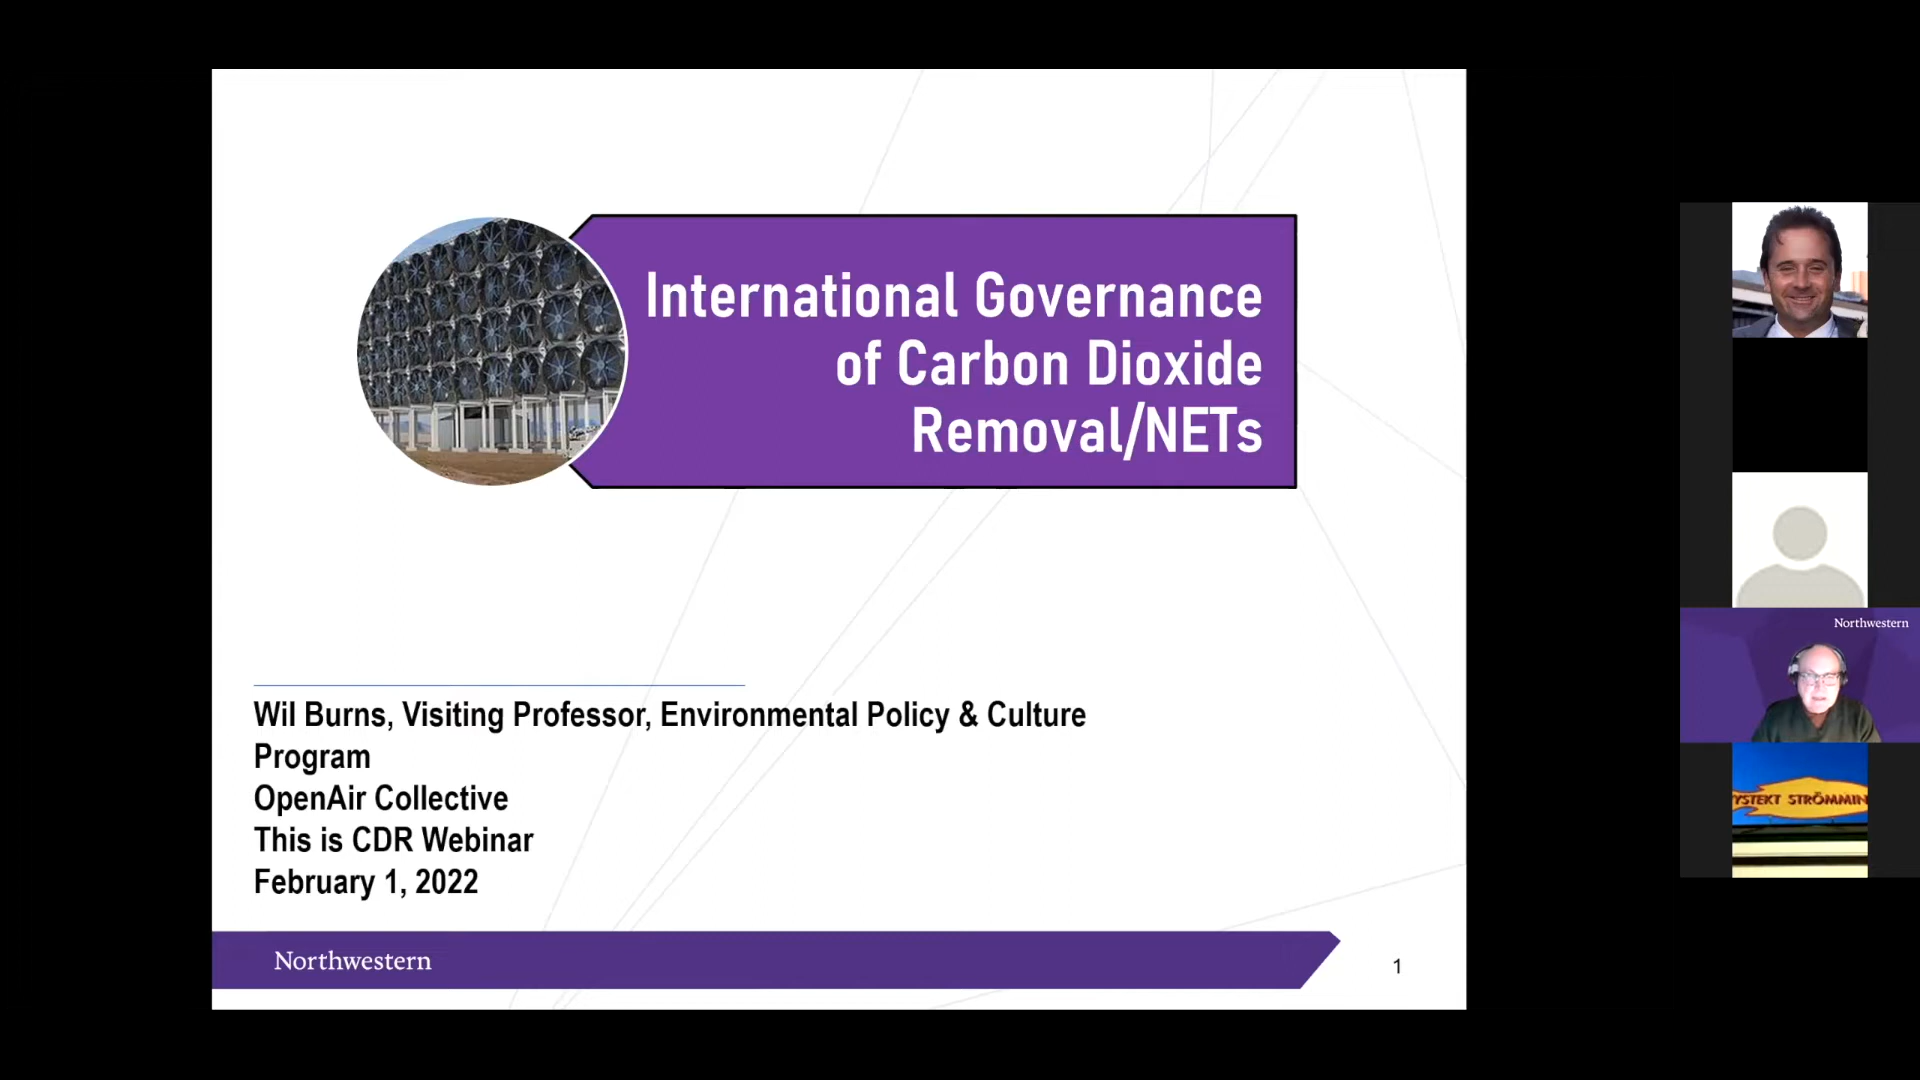 International Governance
of Carbon Dioxide
Removal/NETs
Wil Burns, Visiting Professor, Environmental Policy & Culture
Program
OpenAir Collective
This is CDR Webinar
February 1, 2022
Northwestern
1
Northwestern
YSTEKT STRÖMMIN